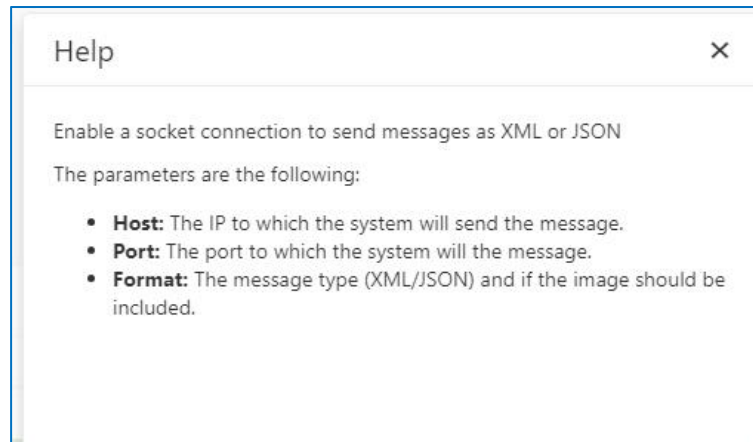 Help
Enable a socket connection to send messages as XML or JSON
The parameters are the following:
Host: The IP to which the system will send the message.
Port: The port to which the system will the message.
Format: The message type (XML/JSON) and if the image should be
included.